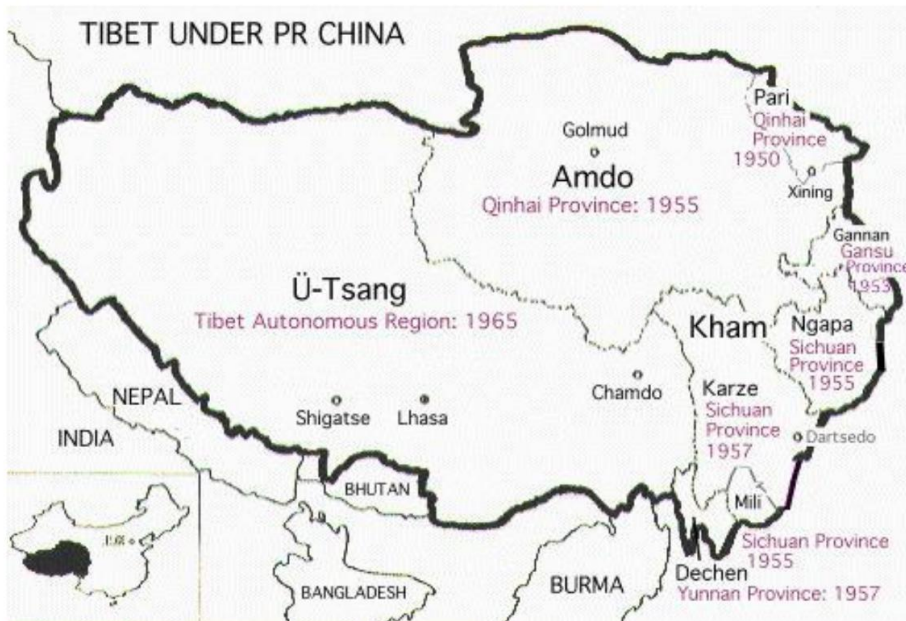 TIBET UNDER PR CHINA
Pari
Qinhai
Province
1950
Golmud
Amdo
Xining
Qinghai Province: 1955
Gannan
Gansu
Province
1953
Ü-Tsang
Tibet Autonomous Region: 1965
Kham
Ngapa
Sichuan
Province
1955
Chamdo
Karze
Sichuan
Province
1957
NEPAL
Shigatse
Lhasa
INDIA
Dartsedo
BHUTAN
Mili
Sichuan Province
1955
BURMA
Dechen
BANGLADESH
Yunnan Province: 1957